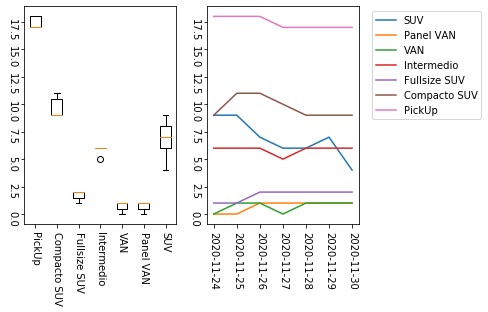 17.5
15.0
12.5
10.0
7.5
5.0
2.5
0.0
PickUp
Compacto SUV
Fullsize SUV
Intermedio
VAN
Panel VAN
SUV
17.5
15.0
12.5
10.0
7.5
5.0
2.5
0.0
2020-11-24
2020-11-25
2020-11-26
2020-11-27
2020-11-28
2020-11-29
2020-11-30
SUV
Panel VAN
VAN
Intermedio
Fullsize SUV
Compacto SUV
PickUp